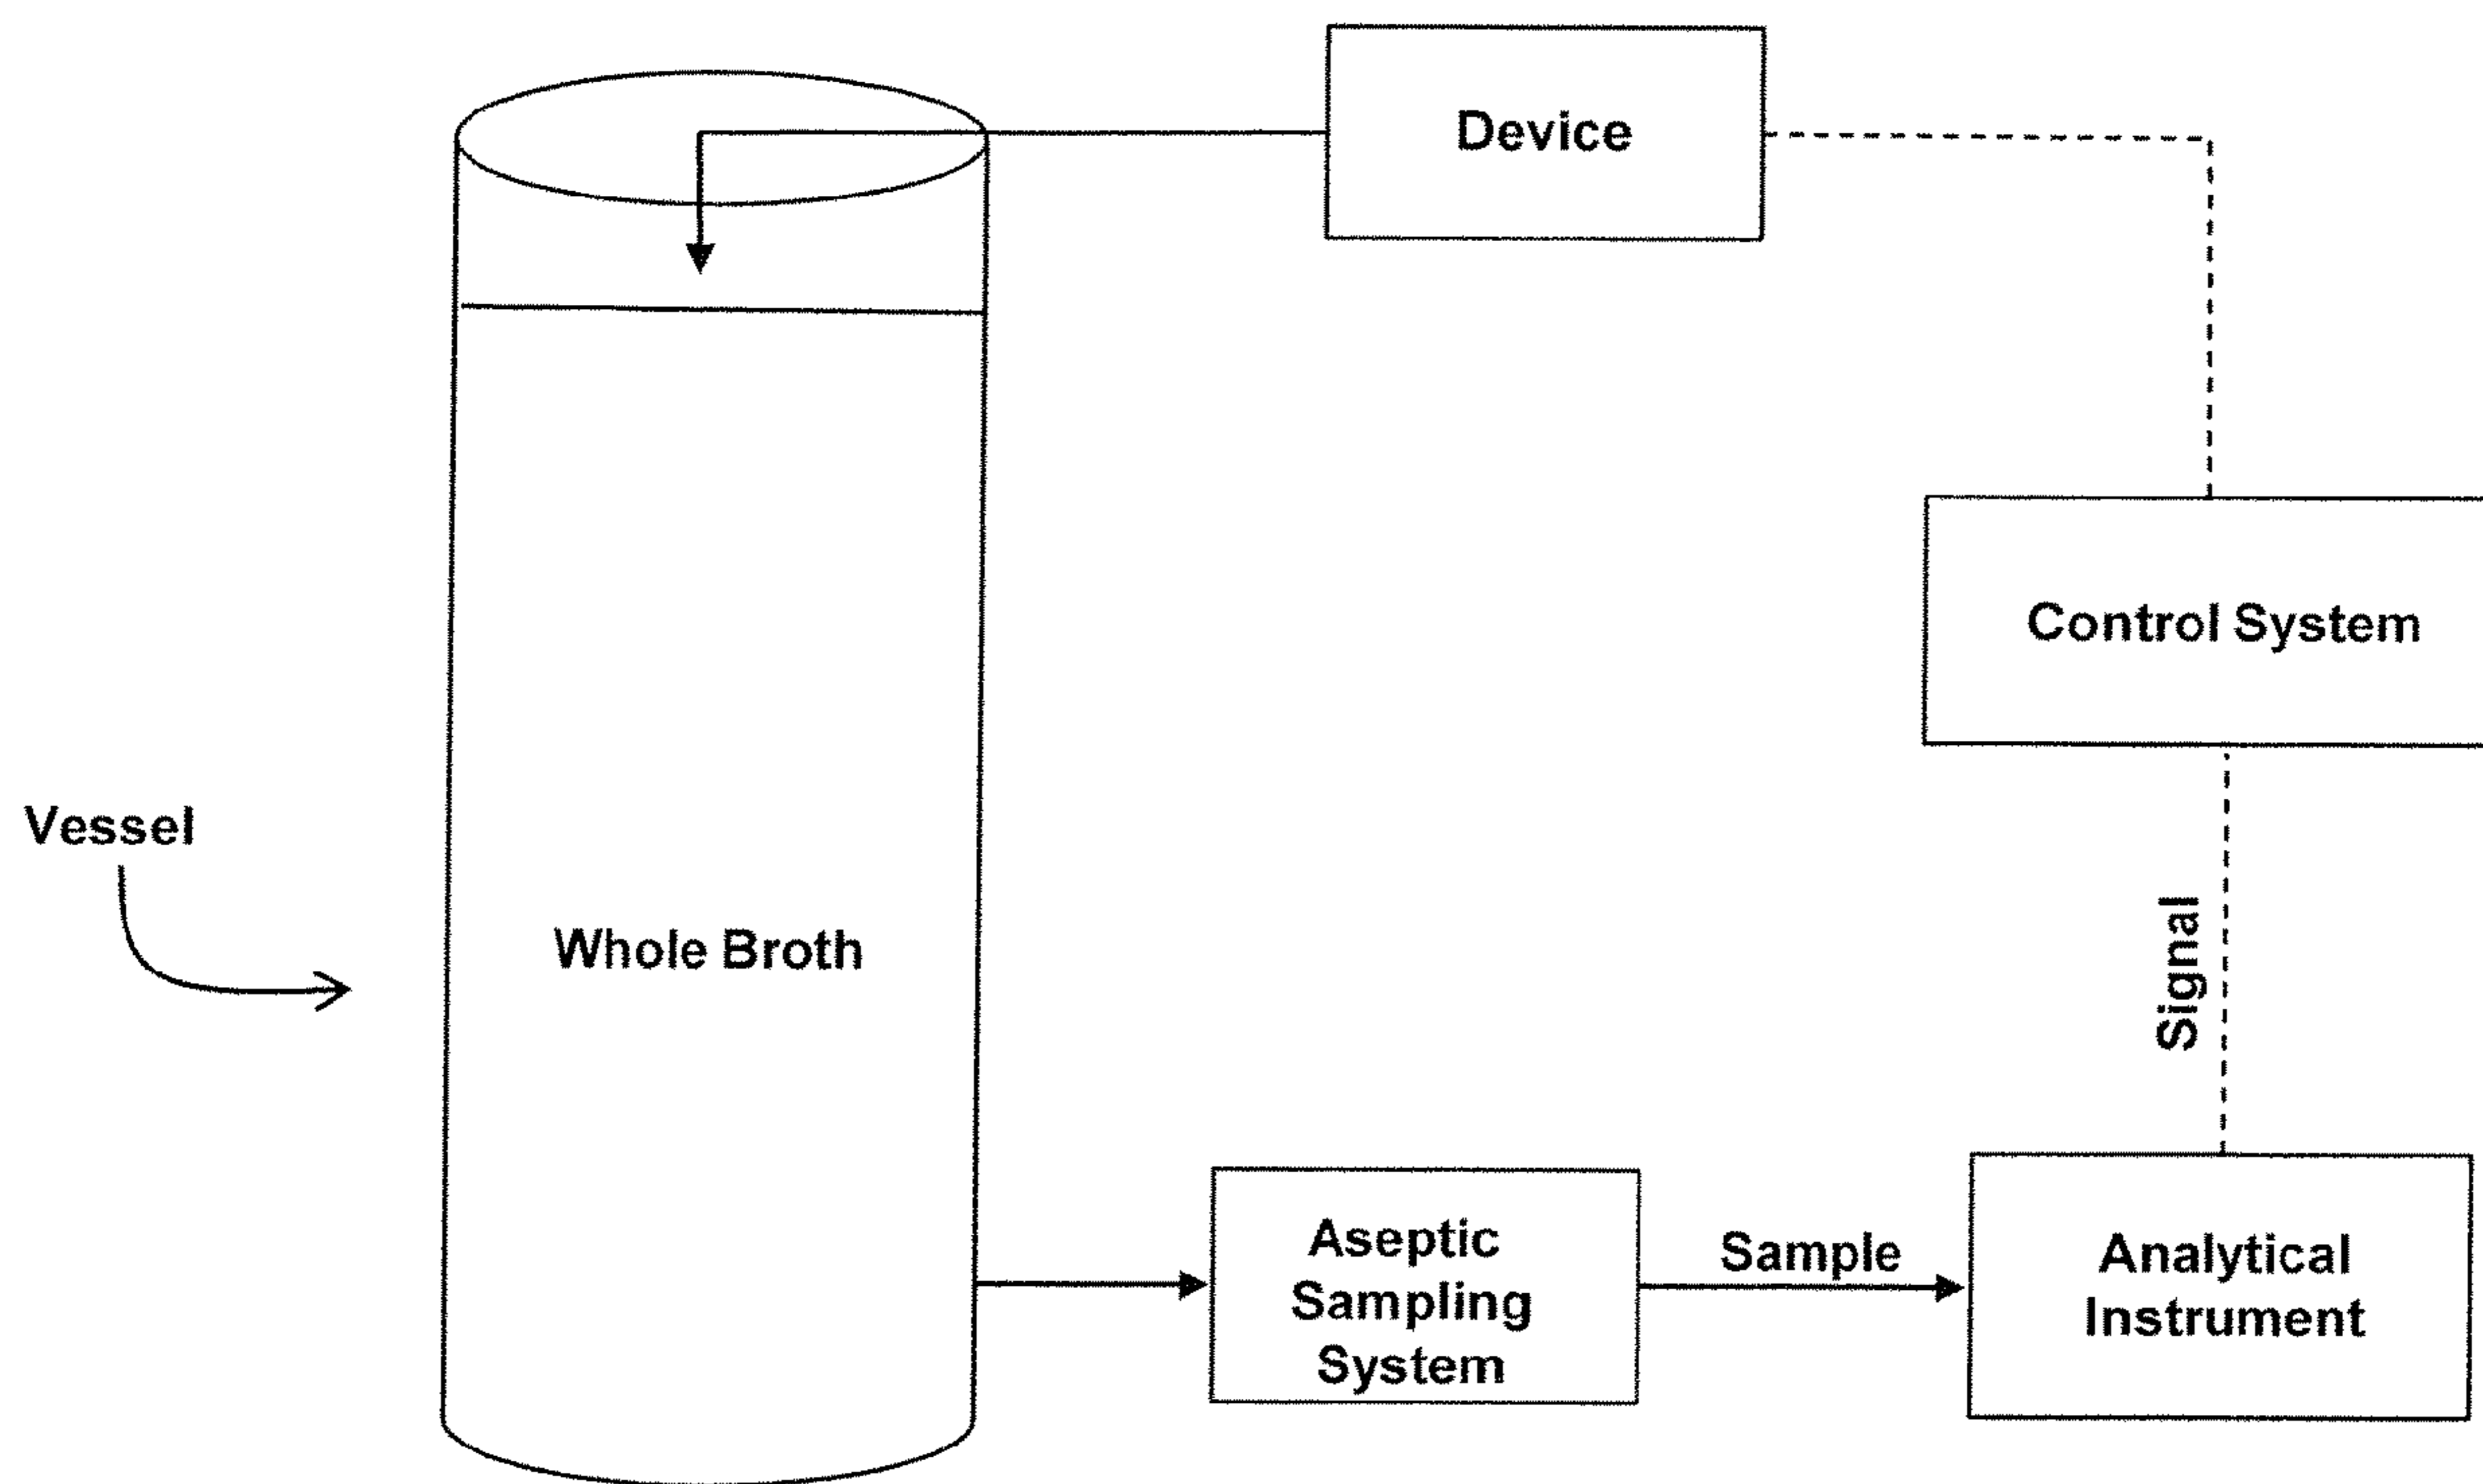 Device
Control System
Vessel
Whole Broth
Signal
Aseptic
Sampling
System
Sample
Analytical
Instrument